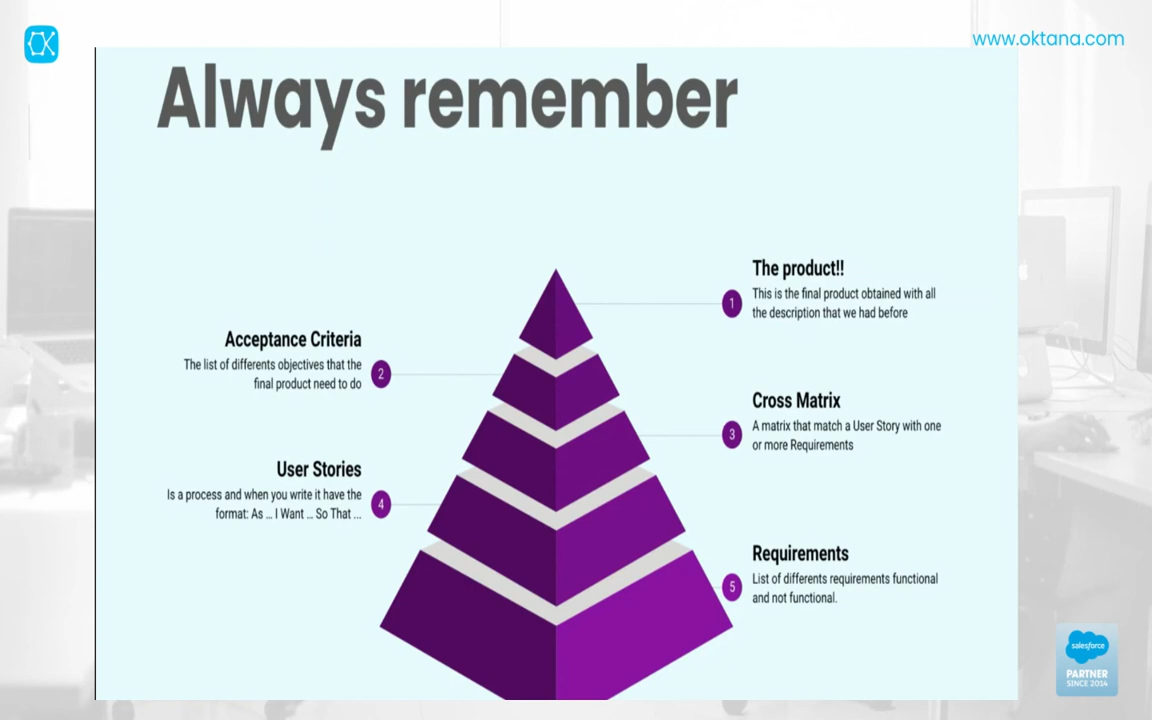 www.oktana.com
Always remember
The product!!
1
This is the final product obtained with all
the description that we had before
Acceptance Criteria
2
The list of differents objectives that the
final product need to do
Cross Matrix
3
A matrix that match a User Story with one
or more Requirements
User Stories
4
Is a process and when you write it have the
format: As ... I Want ... So That ...
Requirements
5
List of differents requirements functional
and not functional.
salesforce
PARTNER
SINCE 2014